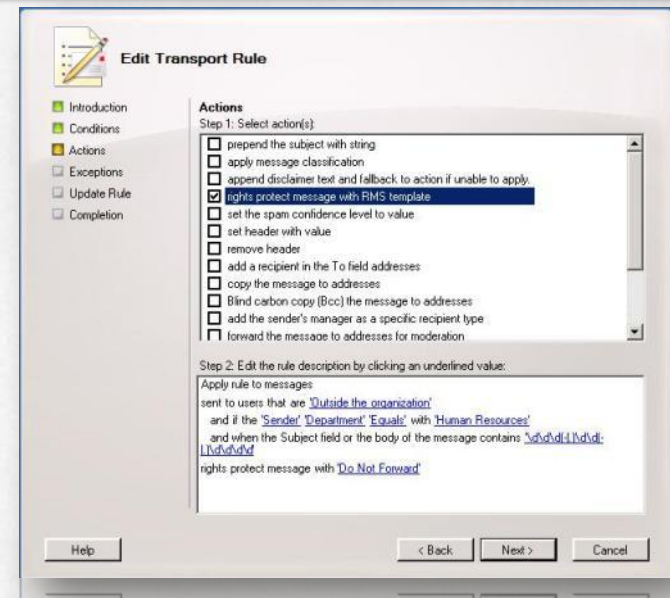 Edit Transport Rule
Introduction
Conditions
Actions
Exceptions
Update Rule
Completion
Actions
Step 1: Select action(s):
prepend the subject with string
apply message classification
append disclaimer text and fallback to action if unable to apply.
rights protect message with RMS template
set the spam confidence level to value
set header with value
remove header
add a recipient in the To field addresses
copy the message to addresses
Blind carbon copy (Bcc) the message to addresses
add the sender's manager as a specific recipient type
forward the message to addresses for moderation
Step 2: Edit the rule description by clicking an underlined value:
Apply rule to messages
sent to users that are 'Outside the organization'
and if the 'Sender' 'Department' 'Equals' with 'Human Resources'
and when the Subject field or the body of the message contains
rights protect message with 'Do Not Forward'
Help
< Back
Next >
Cancel